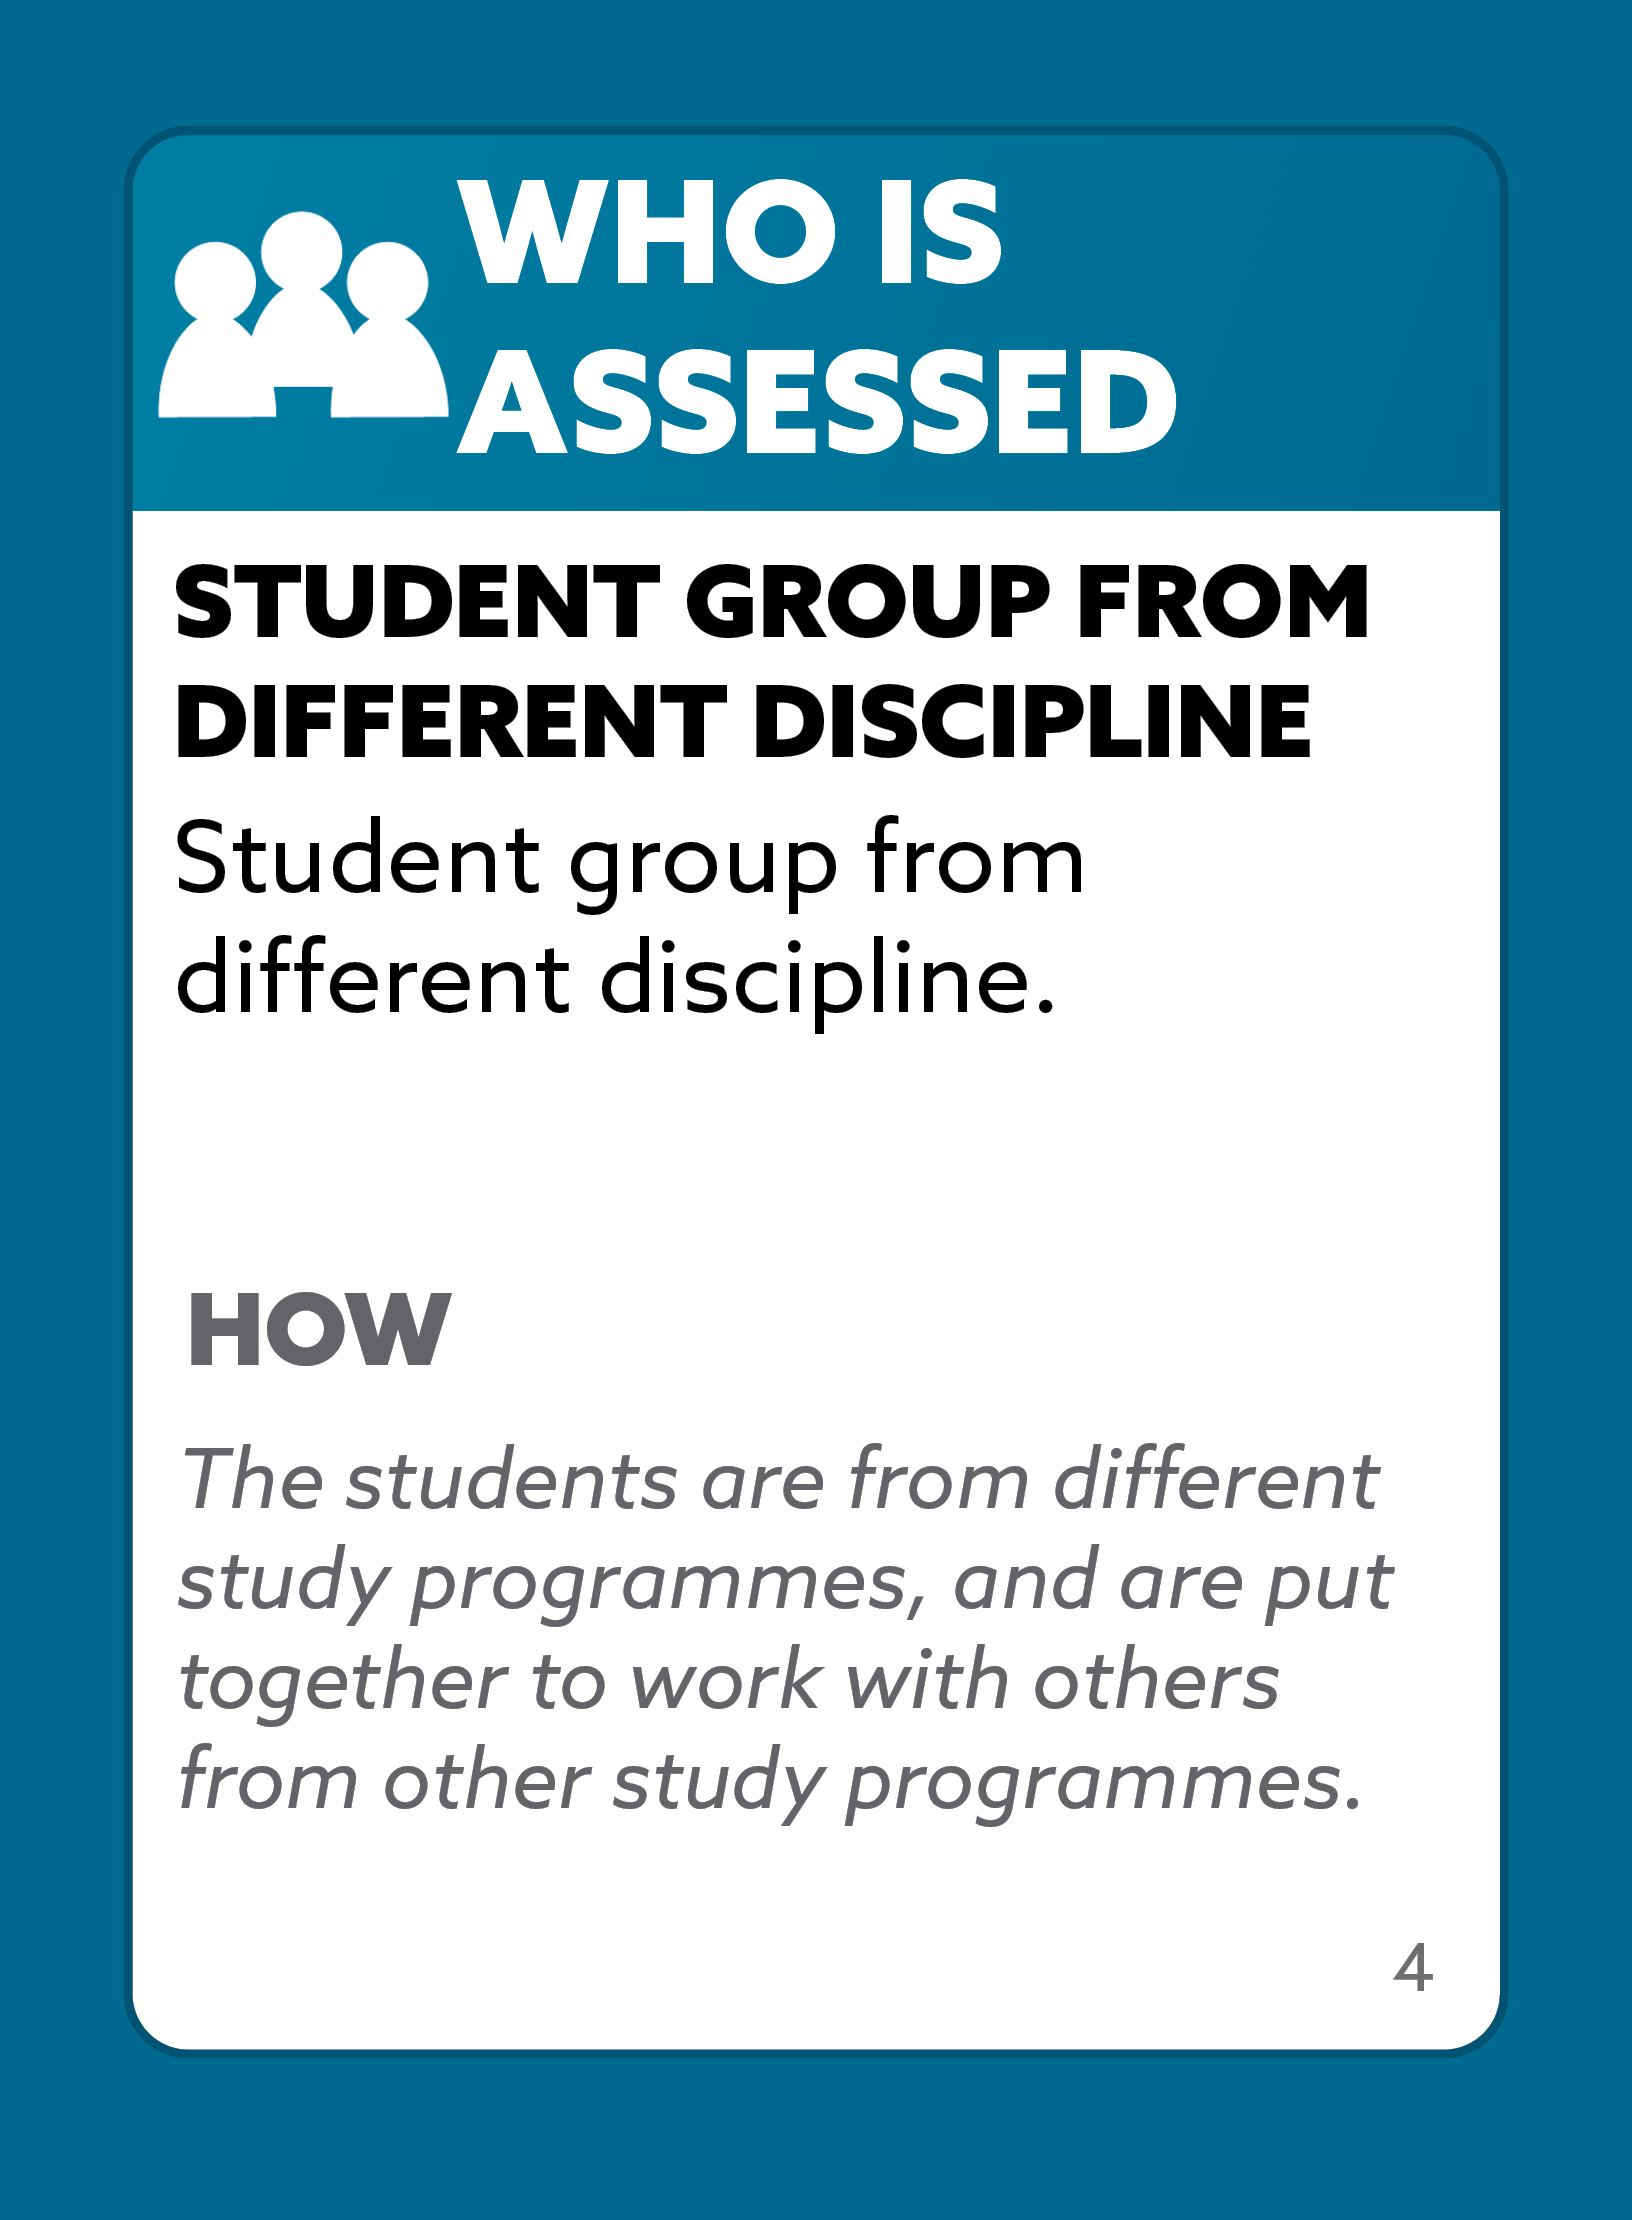 WHO IS
ASSESSED
STUDENT GROUP FROM
DIFFERENT DISCIPLINE
Student group from
different discipline.
HOW
The students are from different
study programmes, and are put
together to work with others
from other study programmes.
4